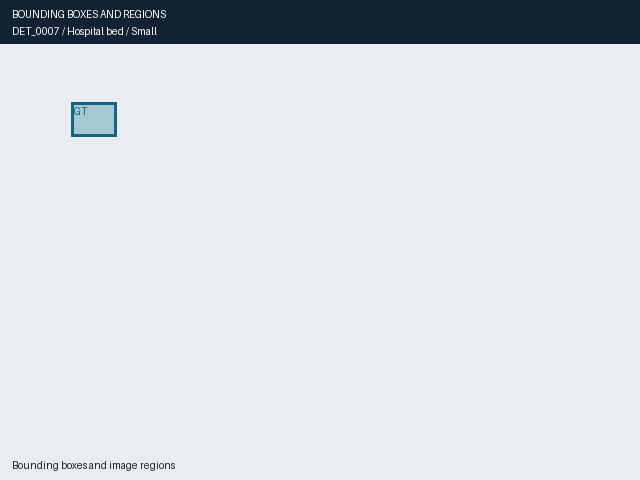 BOUNDING BOXES AND REGIONS
DET_0007 / Hospital bed / Small
GT
Bounding boxes and image regions